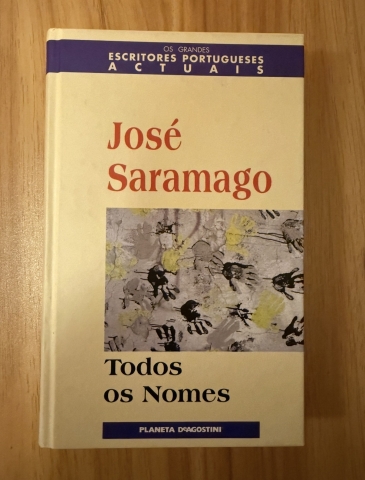 OS GRANDES
ESCRITORES PORTUGUESES
ACTUAIS
José
Saramago
Todos
os Nomes
PLANETA DEAGOSTINI